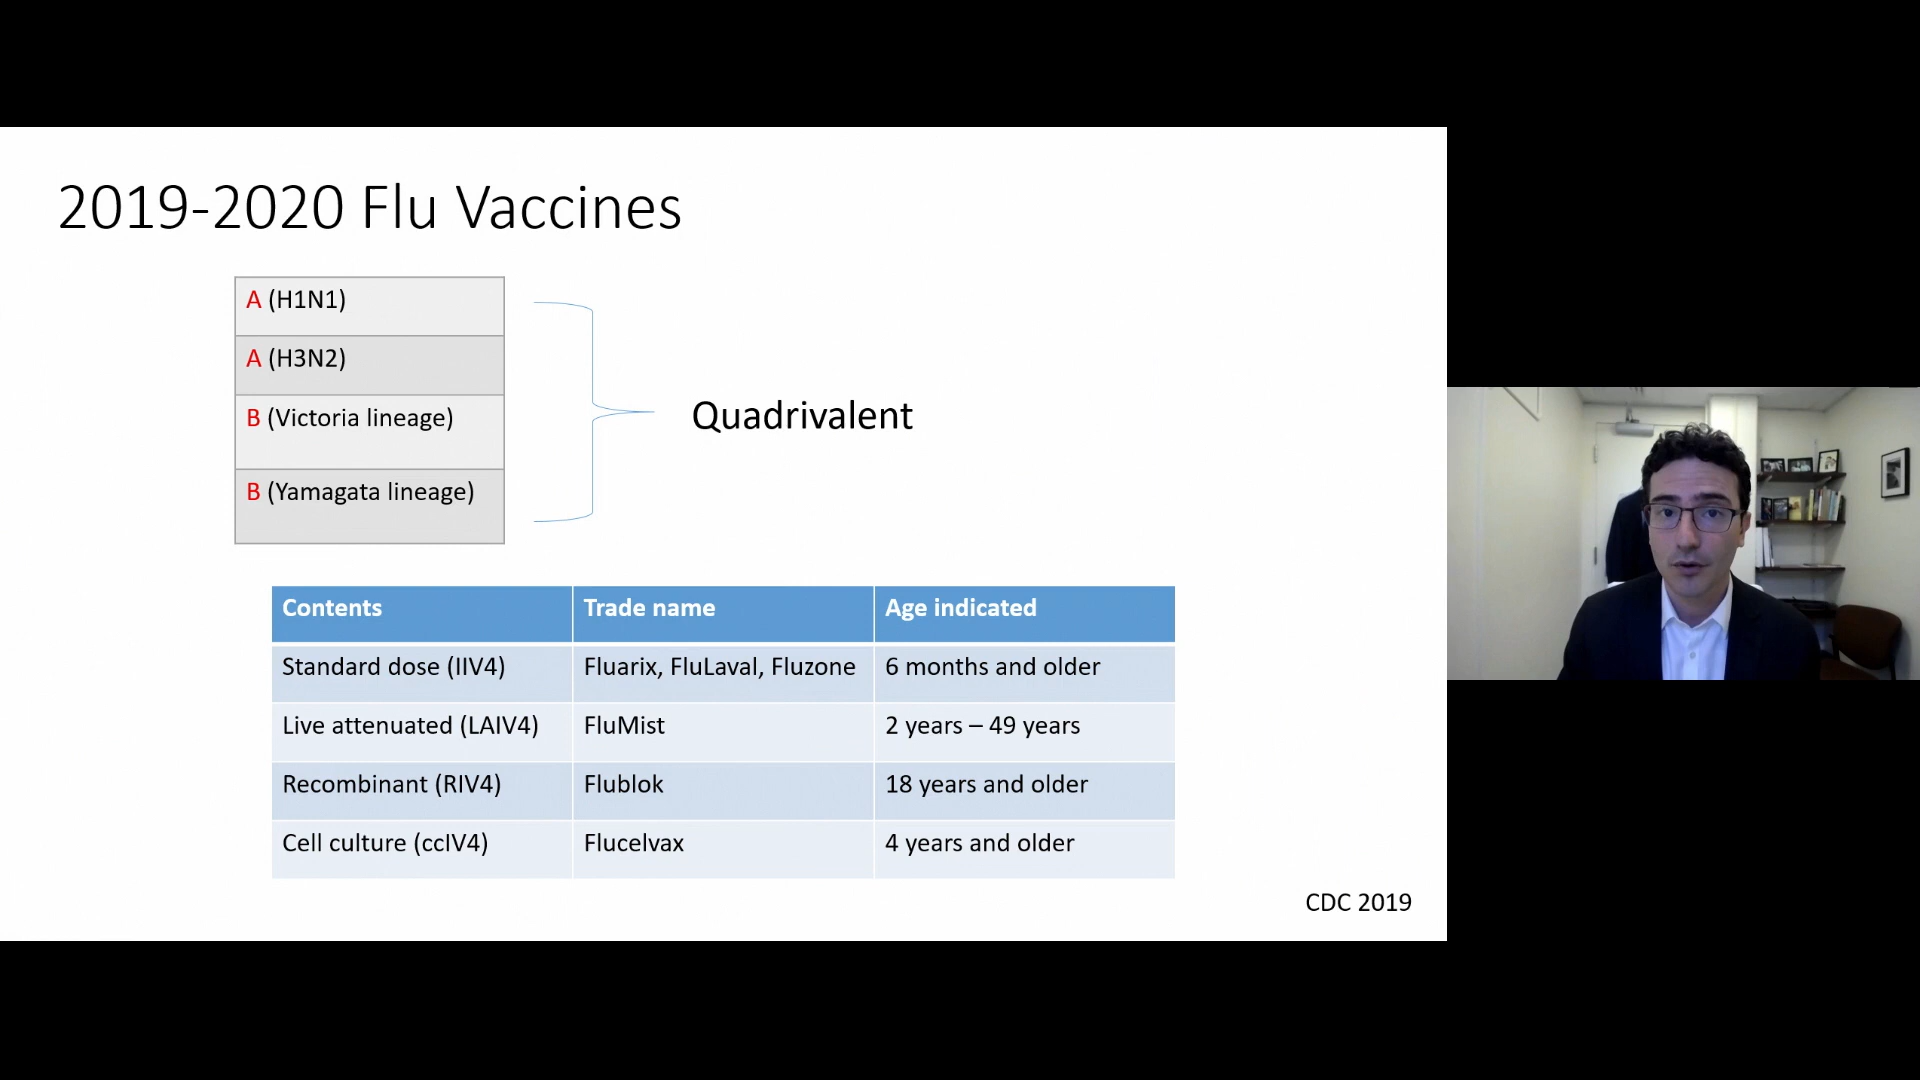 2019-2020 Flu Vaccines
A (H1N1)
A (H3N2)
B (Victoria lineage)
B (Yamagata lineage)
Quadrivalent
Contents Trade name Age indicated
Standard dose (IIV4) Fluarix, FluLaval, Fluzone 6 months and older
Live attenuated (LAIV4) FluMist 2 years – 49 years
Recombinant (RIV4) Flublok 18 years and older
Cell culture (ccIV4) Flucelvax 4 years and older
CDC 2019